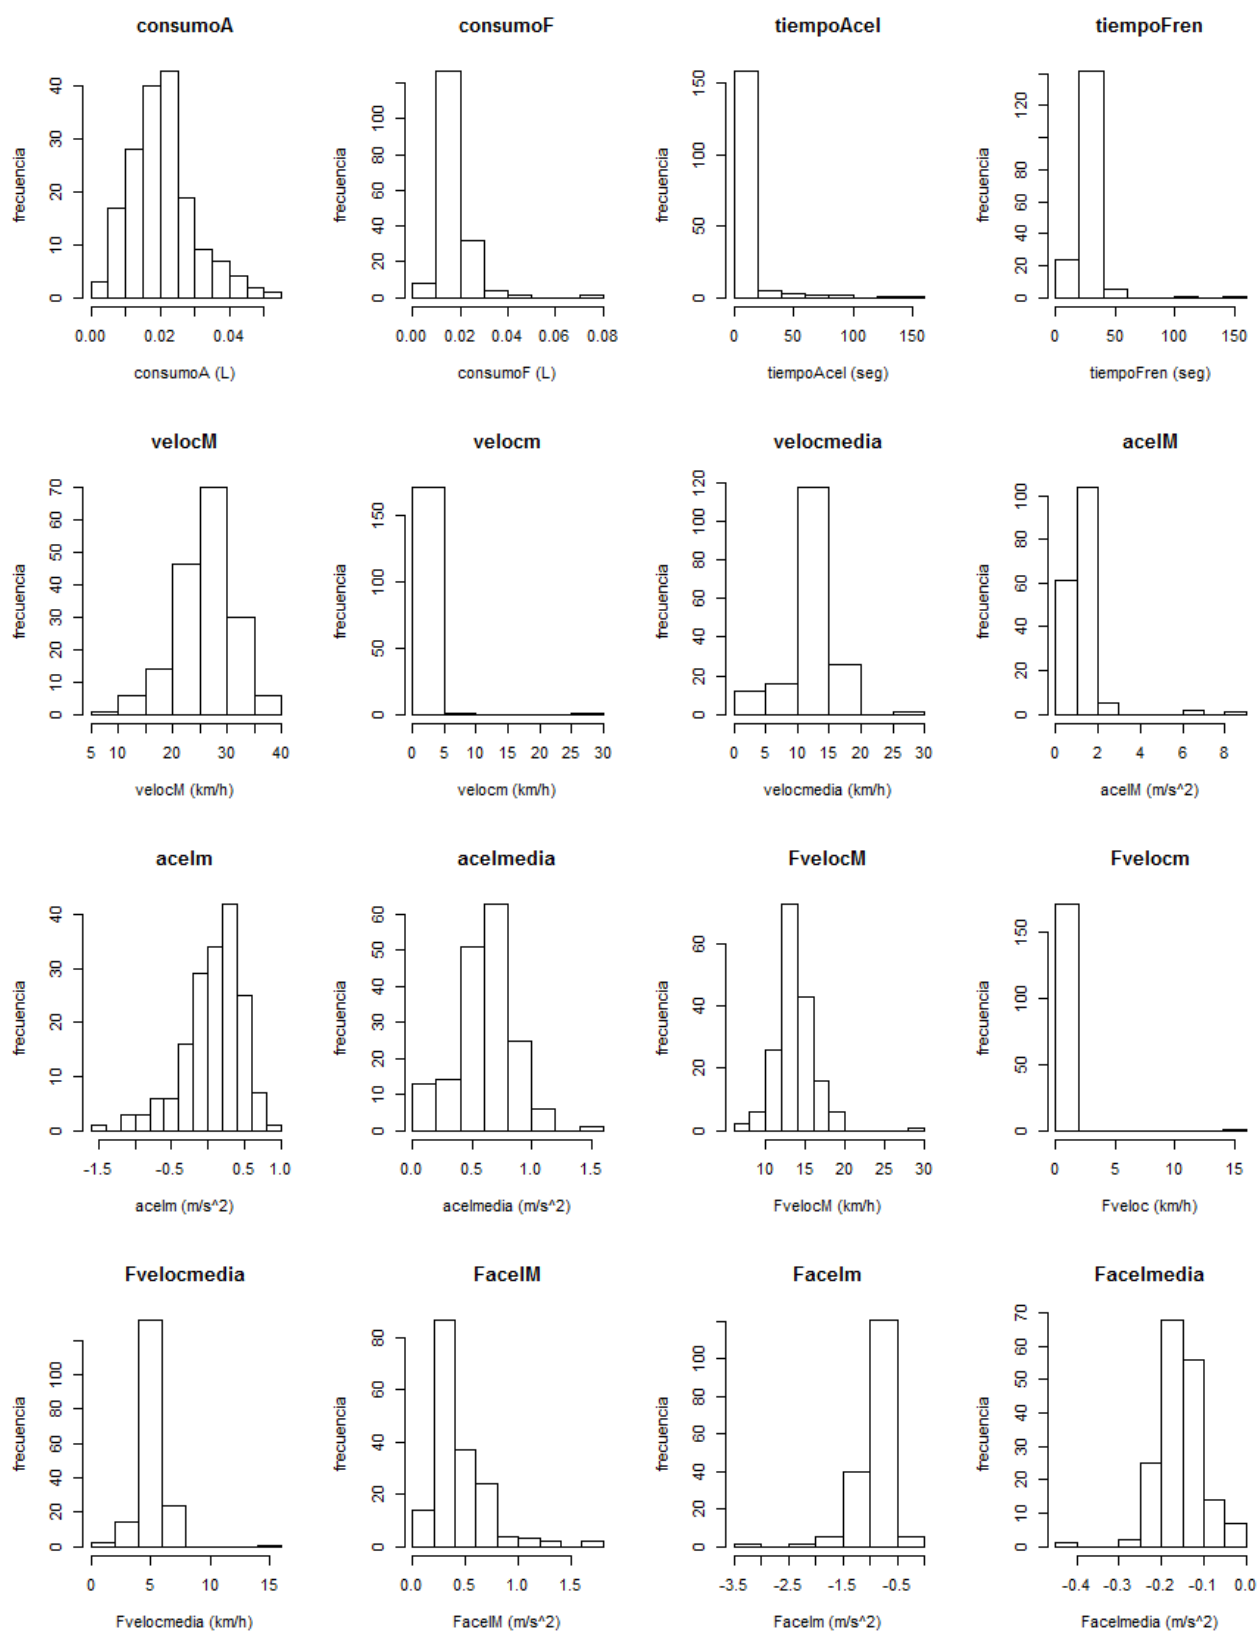 consumoA consumoF tiempoAcel tiempoFren
frecuencia 0 10 20 30 40
0.00 0.02 0.04
consumoA (L)
frecuencia 0 20 40 60 80 100
0.00 0.02 0.04 0.06 0.08
consumoF (L)
frecuencia 0 50 100 150
0 50 100 150
tiempoAcel (seg)
frecuencia 0 20 40 60 80 120
0 50 100 150
tiempoFren (seg)
velocM velocm velocmedia acelM
frecuencia 0 10 20 30 40 50 60 70
5 10 20 30 40
velocM (km/h)
frecuencia 0 50 100 150
0 5 10 15 20 25 30
velocm (km/h)
frecuencia 0 20 40 60 80 100 120
0 5 10 15 20 25 30
velocmedia (km/h)
frecuencia 0 20 40 60 80 100
0 2 4 6 8
acelM (m/s^2)
acelm acelmedia FvelocM Fvelocm
frecuencia 0 10 20 30 40
-1.5 -0.5 0.5 1.0
acelm (m/s^2)
frecuencia 0 10 20 30 40 50 60
0.0 0.5 1.0 1.5
acelmedia (m/s^2)
frecuencia 0 20 40 60
10 15 20 25 30
FvelocM (km/h)
frecuencia 0 50 100 150
0 5 10 15
Fveloc (km/h)
Fvelocmedia FacelM Facelm Facelmedia
frecuencia 0 20 40 60 80 100
0 5 10 15
Fvelocmedia (km/h)
frecuencia 0 20 40 60 80
0.0 0.5 1.0 1.5
FacelM (m/s^2)
frecuencia 0 20 40 60 80 100
-3.5 -2.5 -1.5 -0.5
Facelm (m/s^2)
frecuencia 0 10 20 30 40 50 60 70
-0.4 -0.3 -0.2 -0.1 0.0
Facelmedia (m/s^2)